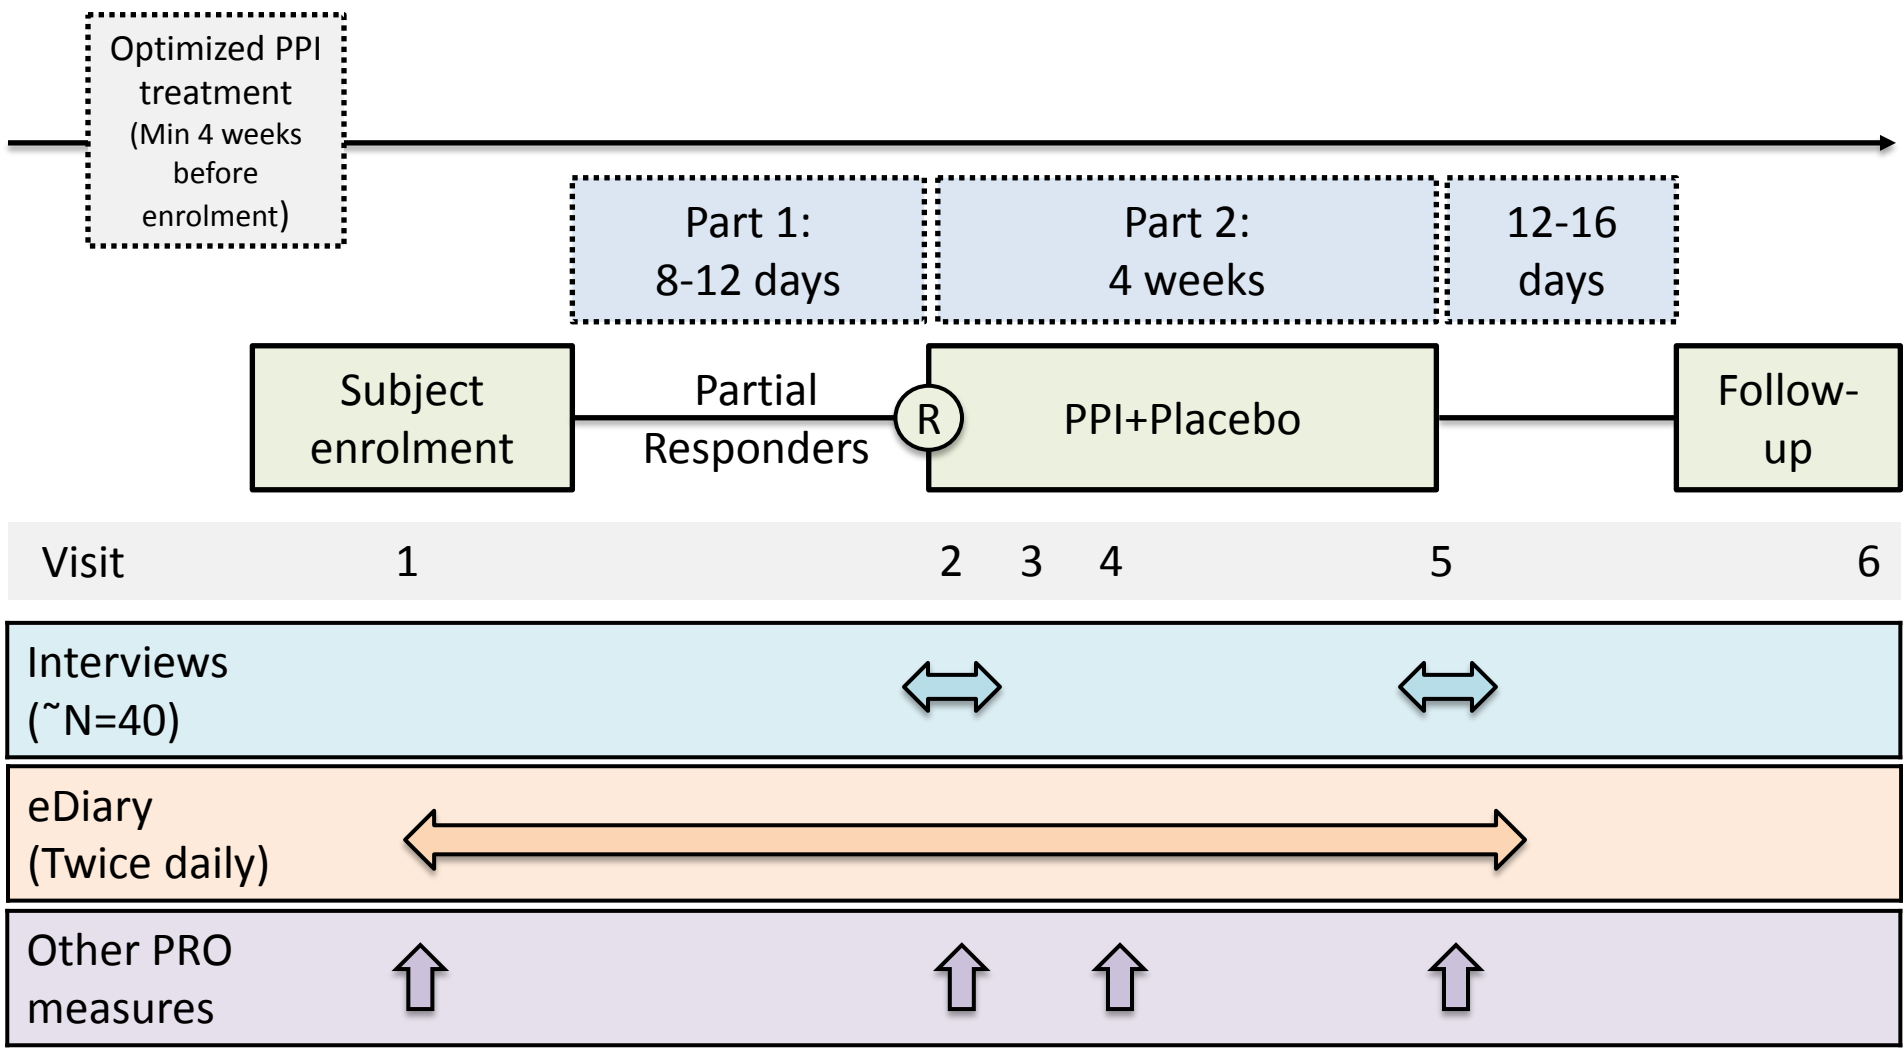 Optimized PPI
treatment
(Min 4 weeks
before
enrolment)
Part 1:
8-12 days
Part 2:
4 weeks
12-16
days
Subject
enrolment
Partial
Responders
R
PPI+Placebo
Follow-
up
Visit 1 2 3 4 5 6
Interviews
(˜N=40)
eDiary
(Twice daily)
Other PRO
measures